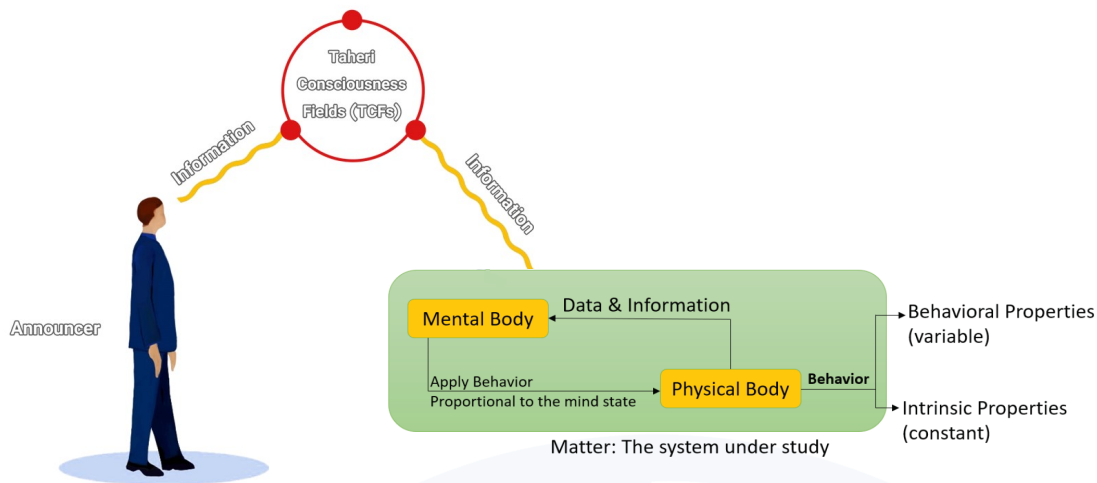 Taheri
Consciousness
Fields (TCFs)
Information
Information
Announcer
Mental Body
Data & Information
Apply Behavior
Proportional to the mind state
Physical Body
Behavior
Behavioral Properties
(variable)
Intrinsic Properties
(constant)
Matter: The system under study